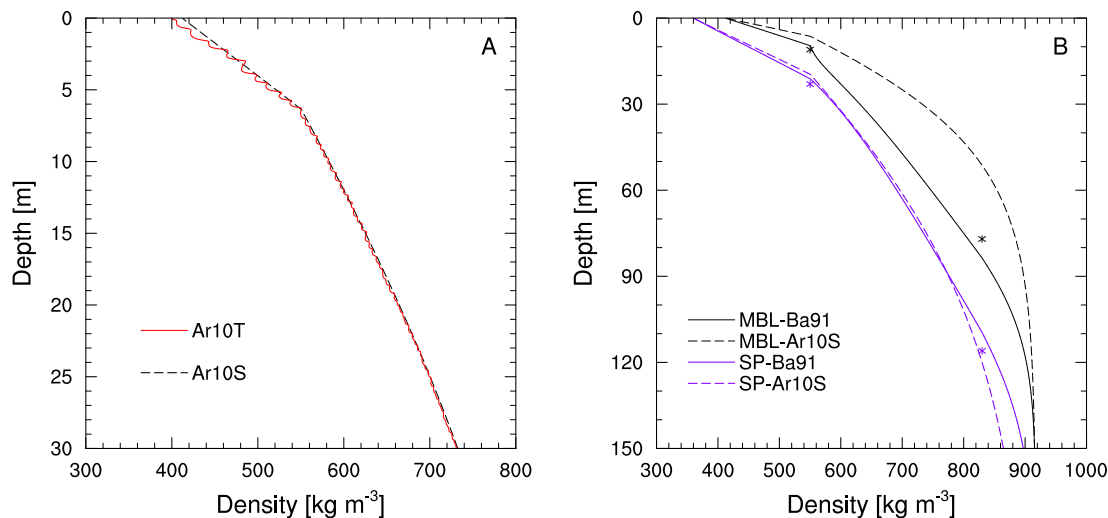 A
0
5
10
15
20
25
30
Depth [m]
Ar10T
Ar10S
300 400 500 600 700 800
Density [kg m-3]
B
0
30
60
90
120
150
Depth [m]
MBL-Ba91
MBL-Ar10S
SP-Ba91
SP-Ar10S
300 400 500 600 700 800 900 1000
Density [kg m-3]